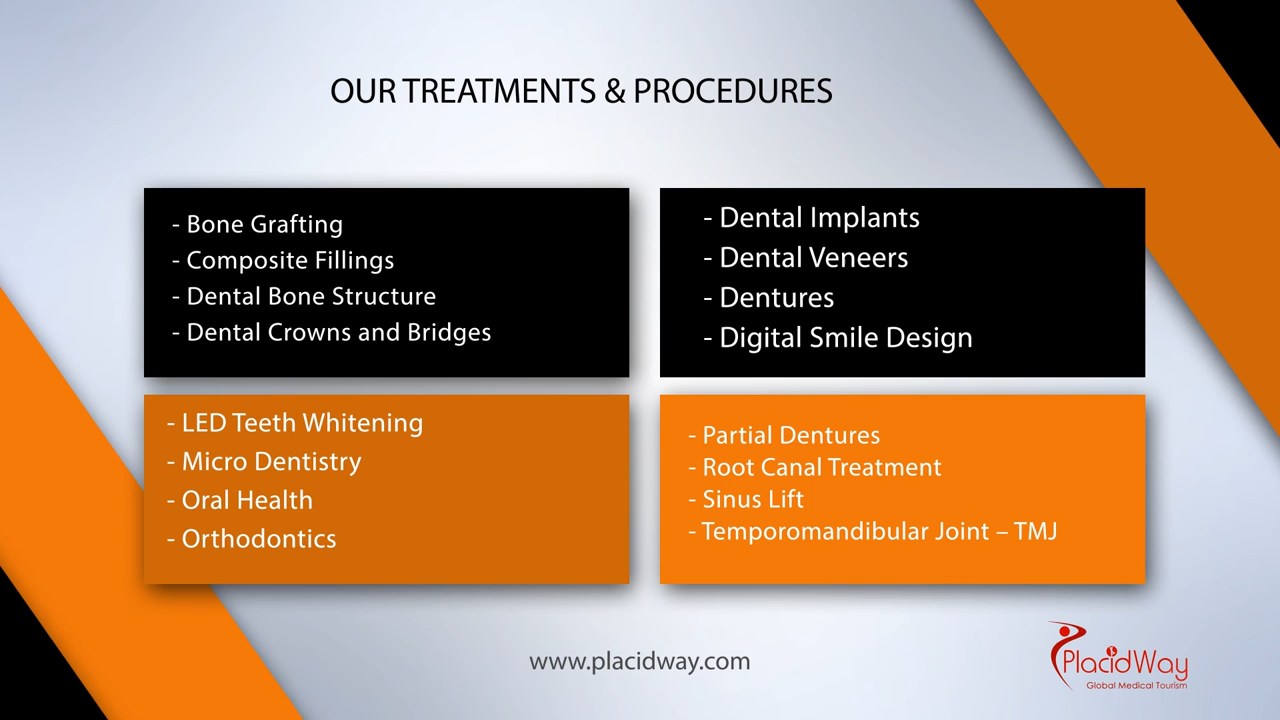 OUR TREATMENTS & PROCEDURES
- Bone Grafting
- Composite Fillings
- Dental Bone Structure
- Dental Crowns and Bridges
- Dental Implants
- Dental Veneers
- Dentures
- Digital Smile Design
- LED Teeth Whitening
- Micro Dentistry
- Oral Health
- Orthodontics
- Partial Dentures
- Root Canal Treatment
- Sinus Lift
- Temporomandibular Joint – TMJ
www.placidway.com
PlacidWay
Global Medical Tourism